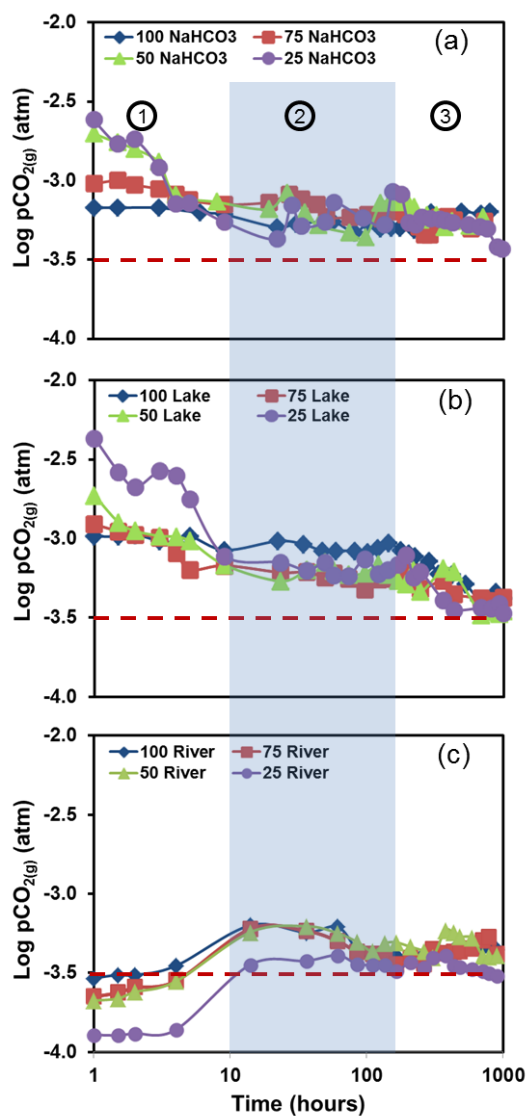 (a)
100 NaHCO3 75 NaHCO3
50 NaHCO3 25 NaHCO3
1 2 3
Log pCO2(g) (atm)
-2.0
-2.5
-3.0
-3.5
-4.0
(b)
100 Lake 75 Lake
50 Lake 25 Lake
Log pCO2(g) (atm)
-2.0
-2.5
-3.0
-3.5
-4.0
(c)
100 River 75 River
50 River 25 River
Log pCO2(g) (atm)
-2.0
-2.5
-3.0
-3.5
-4.0
1 10 100 1000
Time (hours)